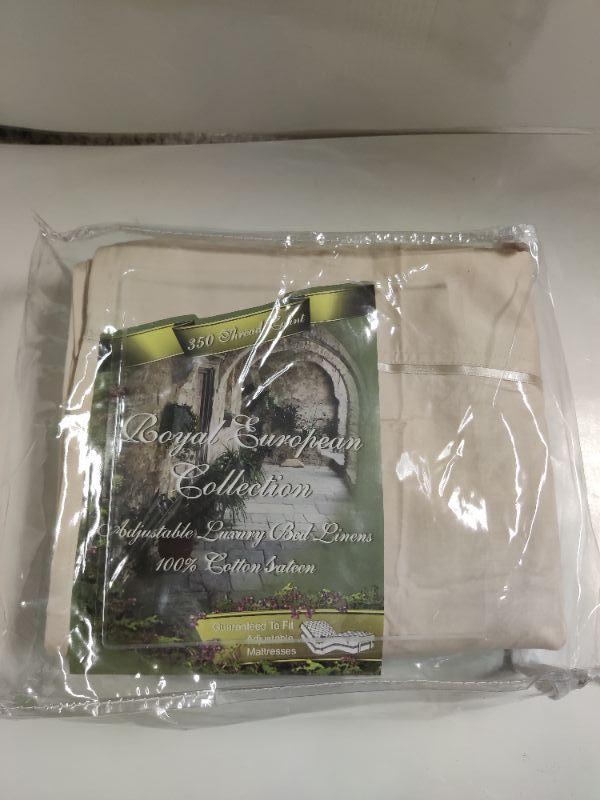 350 Thread Count
Royal European
Collection
Adjustable Luxury Bed Linens
100% Cotton Sateen
Guaranteed To Fit
Adjustable
Mattresses